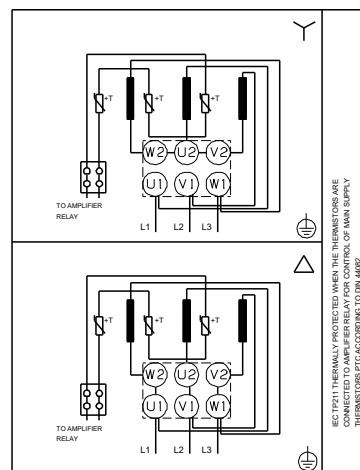 +T
+T
+T
W2 U2 V2
U1 V1 W1
TO AMPLIFIER
RELAY
L1 L2 L3
+T
+T
+T
W2 U2 V2
U1 V1 W1
TO AMPLIFIER
RELAY
L1 L2 L3
IEC TP211 THERMALLY PROTECTED WHEN THE THERMISTORS ARE
CONNECTED TO AMPLIFIER RELAY FOR CONTROL OF MAIN SUPPLY
THERMISTORS PTC ACCORDING TO DIN 44082